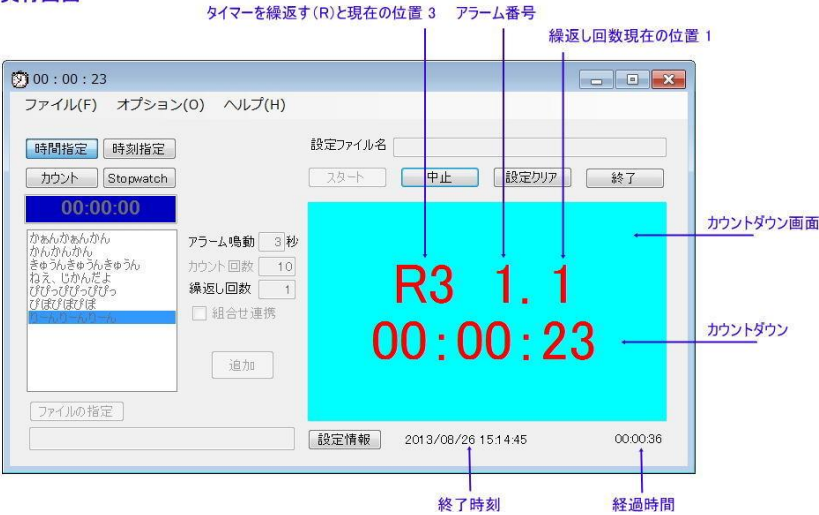 タイマーを繰返す(R)と現在の位置 3 アラーム番号
繰返し回数現在の位置 1
00 : 00 : 23
ファイル(F) オプション(O) ヘルプ(H)
時間指定 時刻指定
設定ファイル名
カウント Stopwatch
スタート 中止 設定クリア 終了
00:00:00
かぁんかぁんかん
かんかんかん
きゅうんきゅうんきゅうん
ねえ、じかんだよ
ぴぴっぴぴっぴぴっ
ぴぽぴぽぴぽ
りーんりーんりーん
アラーム鳴動 3 秒
カウント回数 10
繰返し回数 1
組合せ連携
追加
ファイルの指定
R3 1. 1
00:00:23
カウントダウン画面
カウントダウン
設定情報 2013/08/26 15:14:45 00:00:36
終了時刻 経過時間